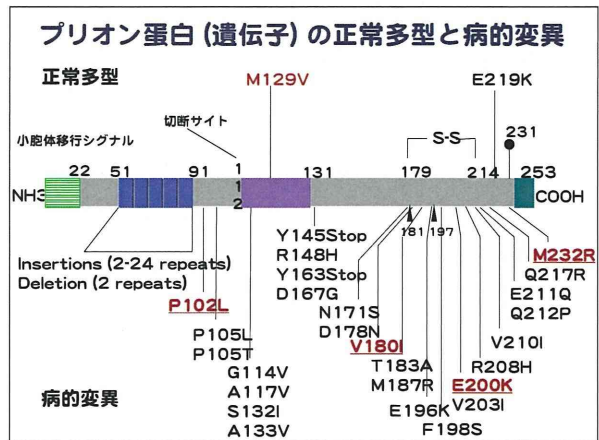 プリオン蛋白(遺伝子)の正常多型と病的変異
正常多型
M129V
E219K
切断サイト
小胞体移行シグナル
S-S
231
22
51
91
1
1
2
131
179
214
253
NH3
COOH
181
197
Insertions (2-24 repeats)
Deletion (2 repeats)
P102L
P105L
P105T
G114V
A117V
S132I
A133V
Y145Stop
R148H
Y163Stop
D167G
N171S
D178N
V180I
T183A
M187R
E196K
F198S
E200K
V203I
R208H
V210I
E211Q
Q212P
Q217R
M232R
病的変異